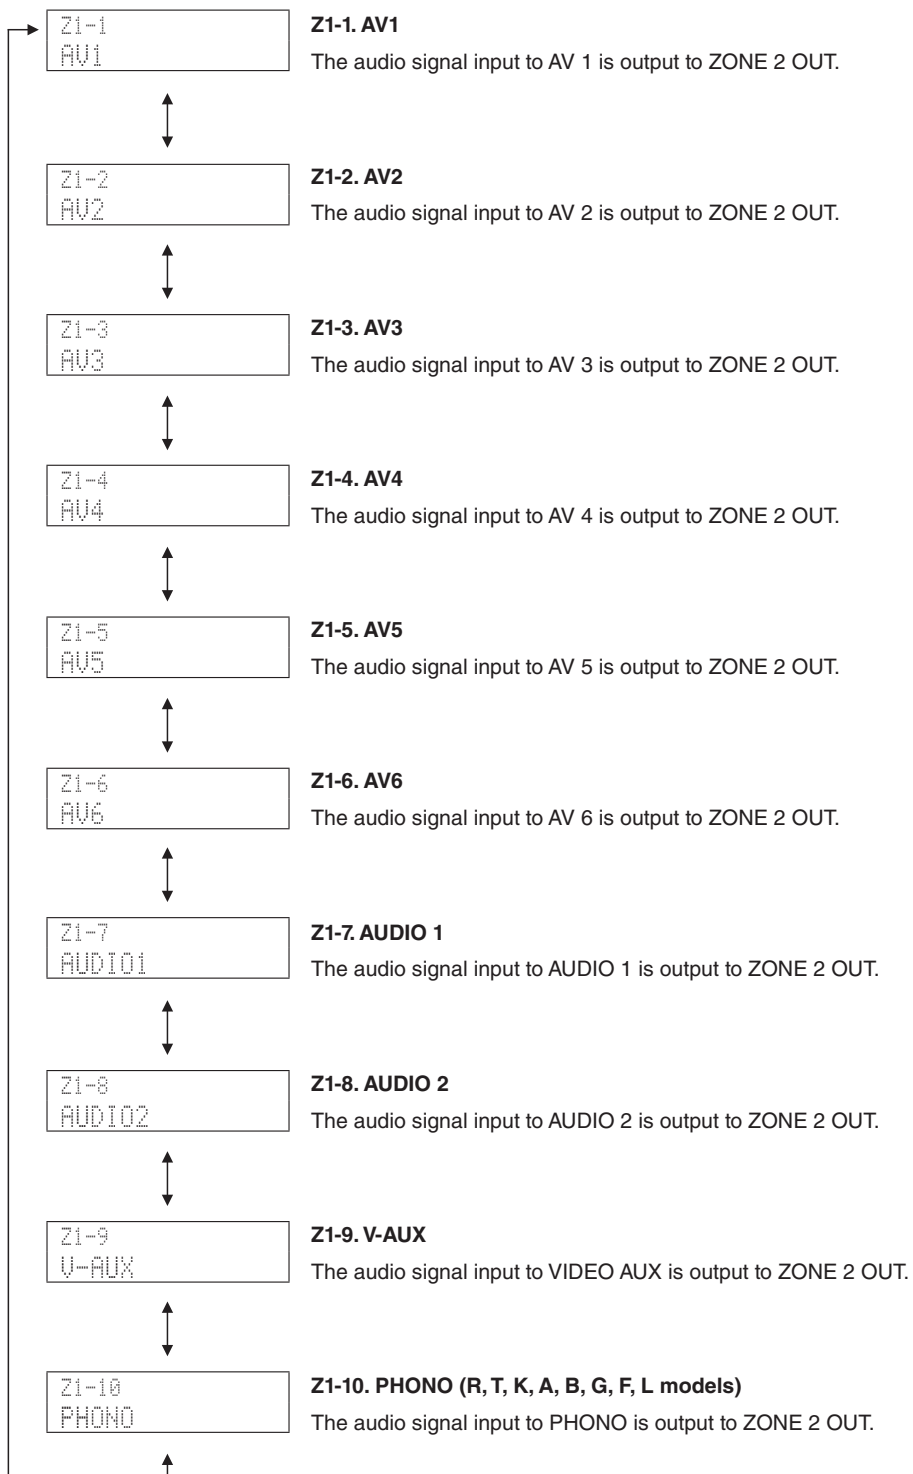 Z1-1
AV1
Z1-1. AV1
The audio signal input to AV 1 is output to ZONE 2 OUT.
Z1-2
AV2
Z1-2. AV2
The audio signal input to AV 2 is output to ZONE 2 OUT.
Z1-3
AV3
Z1-3. AV3
The audio signal input to AV 3 is output to ZONE 2 OUT.
Z1-4
AV4
Z1-4. AV4
The audio signal input to AV 4 is output to ZONE 2 OUT.
Z1-5
AV5
Z1-5. AV5
The audio signal input to AV 5 is output to ZONE 2 OUT.
Z1-6
AV6
Z1-6. AV6
The audio signal input to AV 6 is output to ZONE 2 OUT.
Z1-7
AUDIO1
Z1-7. AUDIO 1
The audio signal input to AUDIO 1 is output to ZONE 2 OUT.
Z1-8
AUDIO2
Z1-8. AUDIO 2
The audio signal input to AUDIO 2 is output to ZONE 2 OUT.
Z1-9
V-AUX
Z1-9. V-AUX
The audio signal input to VIDEO AUX is output to ZONE 2 OUT.
Z1-10
PHONO
Z1-10. PHONO (R, T, K, A, B, G, F, L models)
The audio signal input to PHONO is output to ZONE 2 OUT.